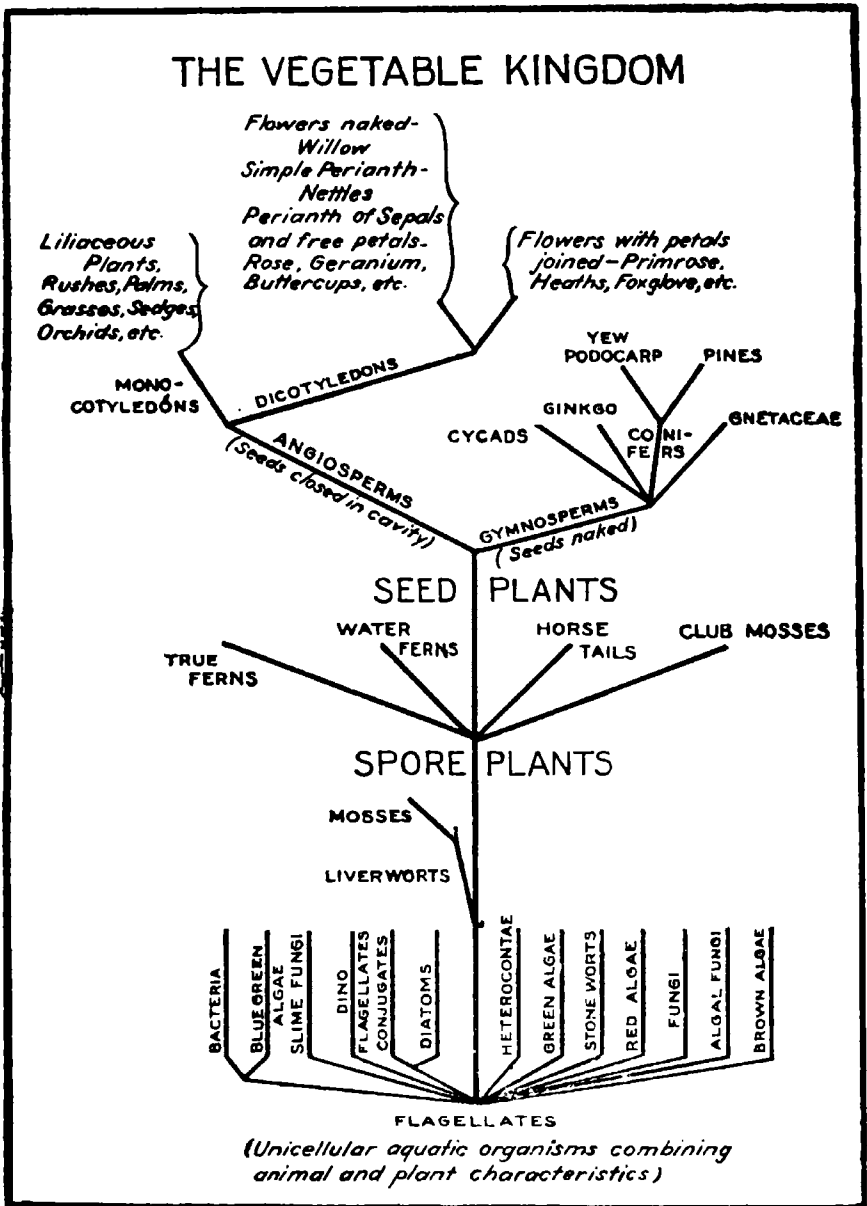 THE VEGETABLE KINGDOM
Flowers naked-
Willow
Simple Perianth-
Nettles
Perianth of Sepals
and free petals-
Rose, Geranium,
Buttercups, etc.
Liliaceous
Plants,
Rushes, Palms,
Grasses, Sedges,
Orchids, etc.
Flowers with petals
joined-Primrose,
Heaths, Foxglove, etc.
MONO-
COTYLEDONS
DICOTYLEDONS
YEW
PODOCARP
PINES
GINKGO
CYCADS
CONI-
FERS
GNETACEAE
ANGIOSPERMS
(Seeds closed in cavity)
GYMNOSPERMS
(Seeds naked)
SEED PLANTS
TRUE
FERNS
WATER
FERNS
HORSE
TAILS
CLUB MOSSES
SPORE PLANTS
MOSSES
LIVERWORTS
BACTERIA
BLUEGREEN
ALGAE
SLIME FUNGI
DINO
FLAGELLATES
CONJUGATES
DIATOMS
HETEROCONTAE
GREEN ALGAE
STONE WORTS
RED ALGAE
FUNGI
ALGAL FUNGI
BROWN ALGAE
FLAGELLATES
(Unicellular aquatic organisms combining
animal and plant characteristics)